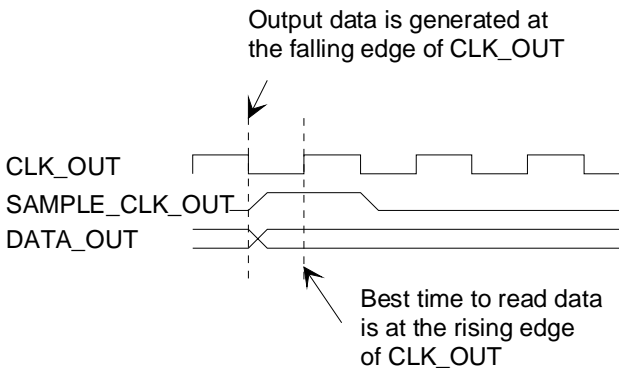 Output data is generated at
the falling edge of CLK_OUT
CLK_OUT
SAMPLE_CLK_OUT
DATA_OUT
Best time to read data
is at the rising edge
of CLK_OUT